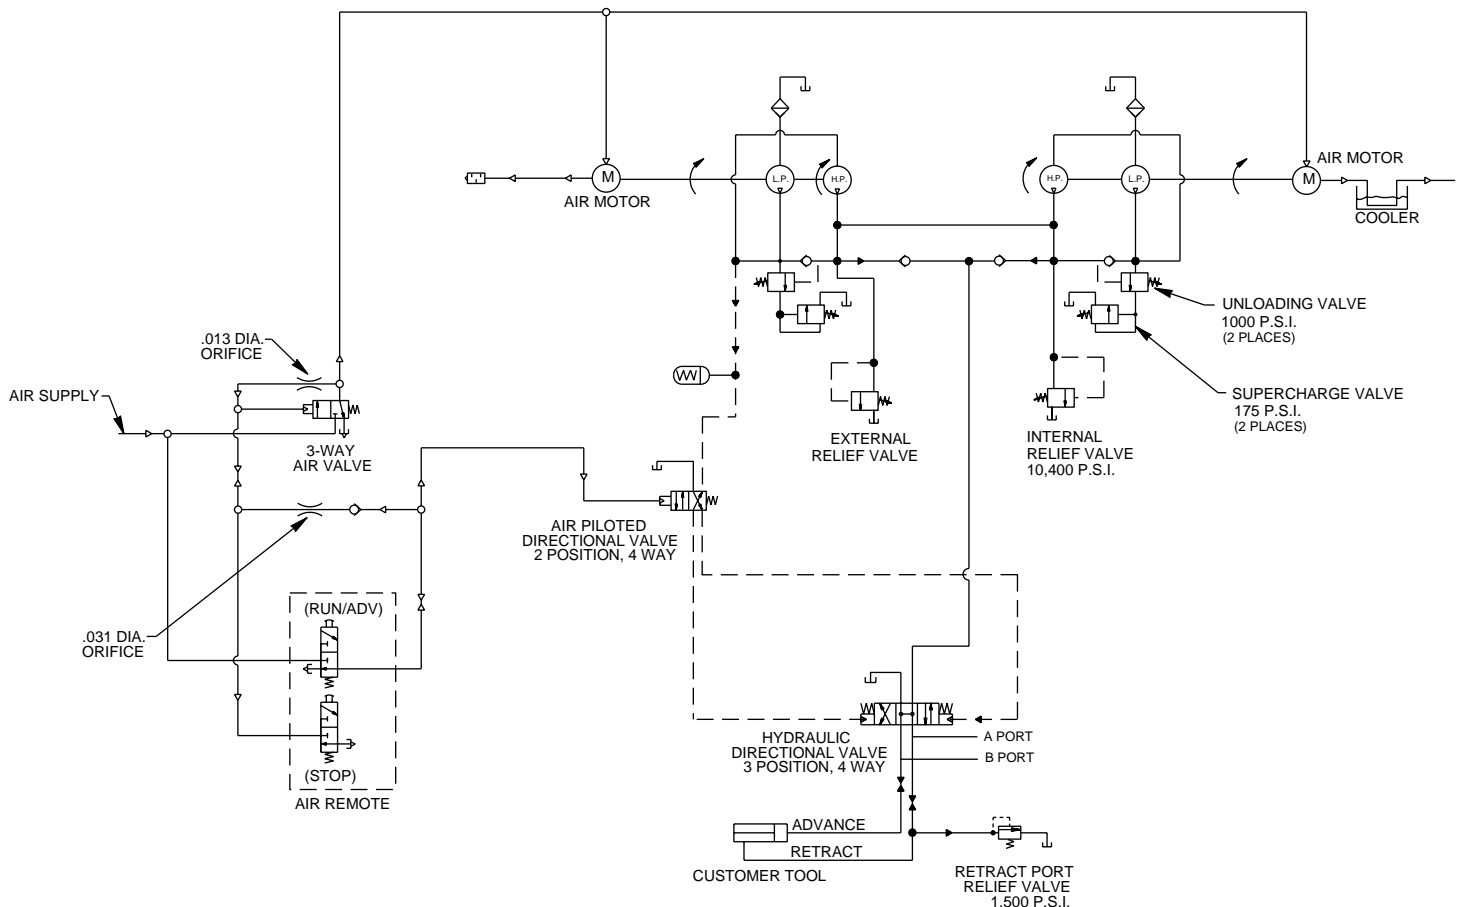 M
AIR MOTOR
L.P.
H.P.
H.P.
L.P.
AIR MOTOR
M
COOLER
UNLOADING VALVE
1000 P.S.I.
(2 PLACES)
SUPERCHARGE VALVE
175 P.S.I.
(2 PLACES)
.013 DIA.
ORIFICE
AIR SUPPLY
3-WAY
AIR VALVE
EXTERNAL
RELIEF VALVE
INTERNAL
RELIEF VALVE
10,400 P.S.I.
AIR PILOTED
DIRECTIONAL VALVE
2 POSITION, 4 WAY
(RUN/ADV)
.031 DIA.
ORIFICE
(STOP)
AIR REMOTE
HYDRAULIC
DIRECTIONAL VALVE
3 POSITION, 4 WAY
A PORT
B PORT
ADVANCE
RETRACT
CUSTOMER TOOL
RETRACT PORT
RELIEF VALVE
1,500 P.S.I.